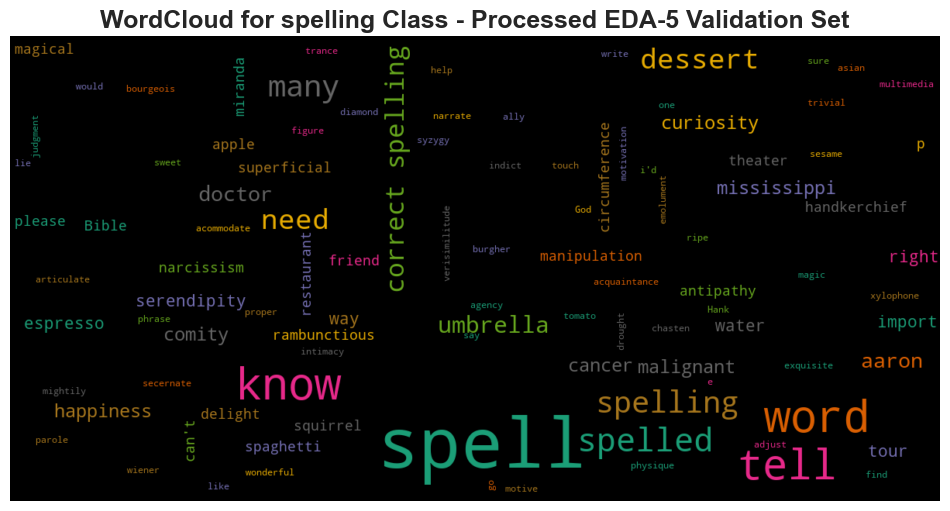 WordCloud for spelling Class - Processed EDA-5 Validation Set
magical
trance
would
bourgeois
miranda
many
diamond
judgment
figure
apple
lie
sweet
superficial
doctor
please
Bible
acommodate
need
restaurant
friend
narcissism
articulate
serendipity
proper
espresso
phrase
comity
way
rambunctious
intimacy
correct spelling
help
narrate
ally
syzygy
write
dessert
sure
asian
multimedia
one
trivial
curiosity
p
circumference
motivation
indict
touch
i'd
theater
sesame
mississippi
emolument
handkerchief
God
verisimilitude
burgher
ripe
manipulation
right
magic
acquaintance
antipathy
xylophone
agency
tomato
Hank
umbrella
say
drought
chasten
water
import
cancer
malignant
exquisite
aaron
e
know
secernate
mightily
happiness
delight
can't
squirrel
parole
spaghetti
wiener
wonderful
like
spell
spelling
spelled
word
physique
adjust
tell
tour
find
go
motive